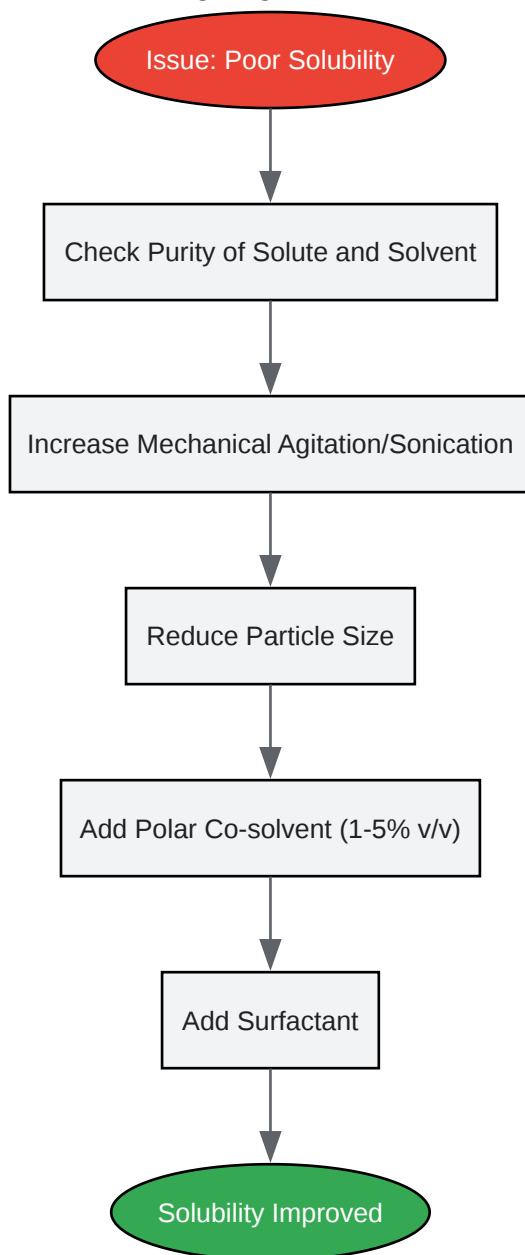 Issue: Poor Solubility
Check Purity of Solute and Solvent
Increase Mechanical Agitation/Sonication
Reduce Particle Size
Add Polar Co-solvent (1-5% v/v)
Add Surfactant
Solubility Improved